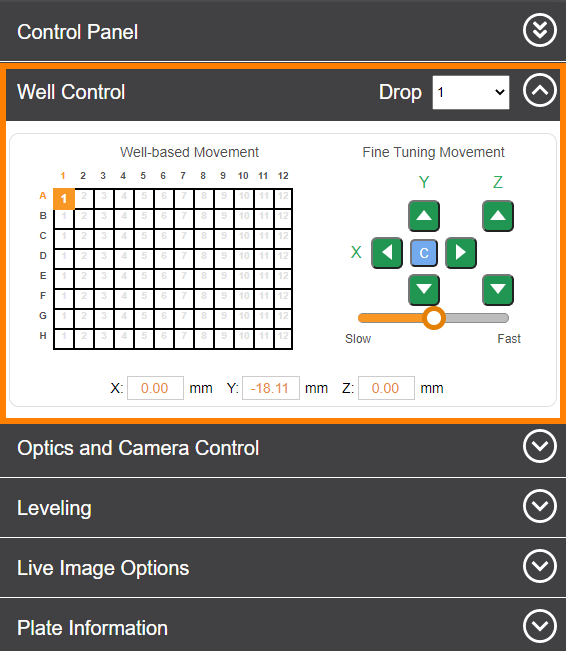 Control Panel
Well Control Drop 1
Well-based Movement Fine Tuning Movement
1 2 3 4 5 6 7 8 9 10 11 12
A 1 2 3 4 5 6 7 8 9 10 11 12
B 1 2 3 4 5 6 7 8 9 10 11 12
C 1 2 3 4 5 6 7 8 9 10 11 12
D 1 2 3 4 5 6 7 8 9 10 11 12
E 1 2 3 4 5 6 7 8 9 10 11 12
F 1 2 3 4 5 6 7 8 9 10 11 12
G 1 2 3 4 5 6 7 8 9 10 11 12
H 1 2 3 4 5 6 7 8 9 10 11 12
Y Z
X C
Slow Fast
X: 0.00 mm Y: -18.11 mm Z: 0.00 mm
Optics and Camera Control
Leveling
Live Image Options
Plate Information